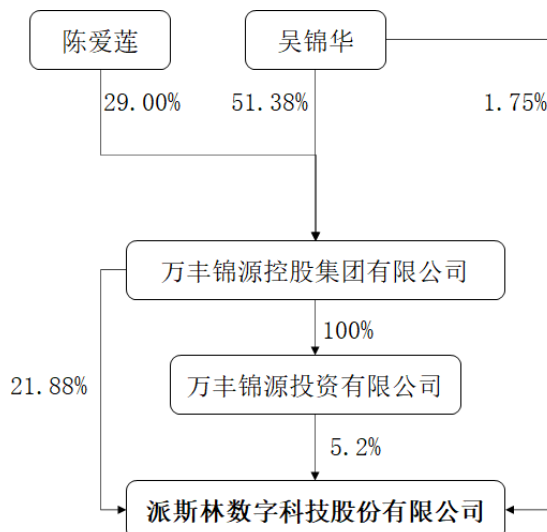 陈爱莲
吴锦华
29.00%
51.38%
1.75%
万丰锦源控股集团有限公司
100%
万丰锦源投资有限公司
21.88%
5.2%
派斯林数字科技股份有限公司